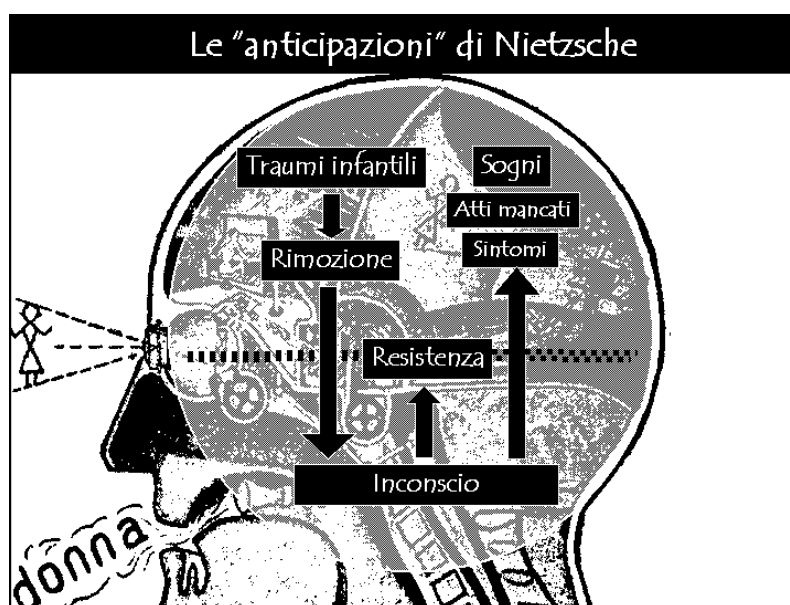 Le "anticipazioni" di Nietzsche
Traumi infantili
Sogni
Atti mancati
Sintomi
Rimozione
Resistenza
Inconscio
donna